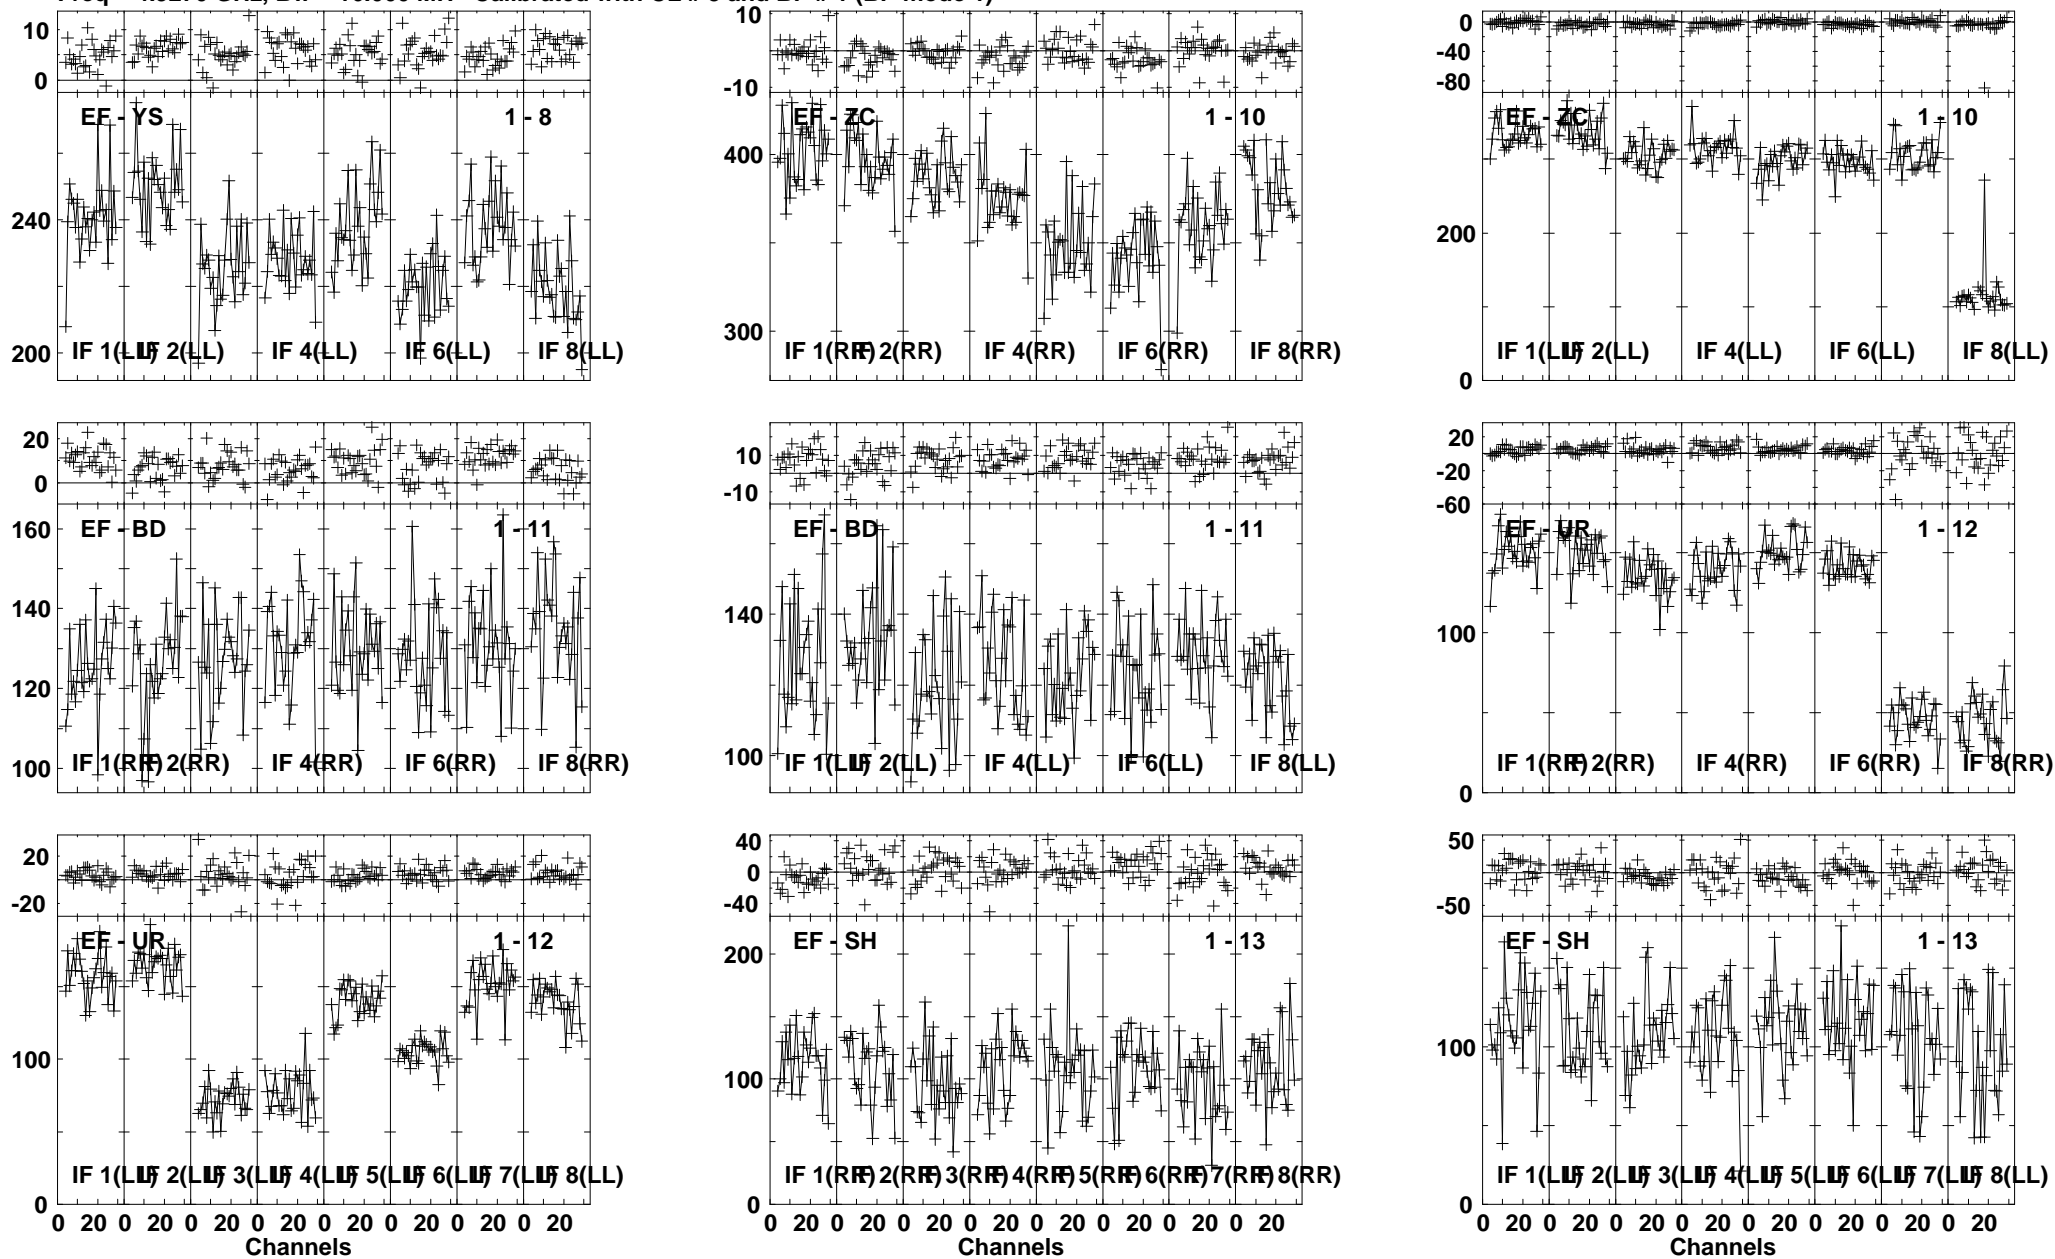 10
0
EF - YS 1 - 8
240
200
IF 1(LL) IF 2(LL) IF 4(LL) IF 6(LL) IF 8(LL)
10
-10
EF - ZC 1 - 10
400
300
IF 1(RR) IF 2(RR) IF 4(RR) IF 6(RR) IF 8(RR)
0
-40
-80
EF - ZC 1 - 10
200
0
IF 1(LL) IF 2(LL) IF 4(LL) IF 6(LL) IF 8(LL)
20
0
EF - BD 1 - 11
160
140
120
100
IF 1(RR) IF 2(RR) IF 4(RR) IF 6(RR) IF 8(RR)
10
-10
EF - BD 1 - 11
140
100
IF 1(LL) IF 2(LL) IF 4(LL) IF 6(LL) IF 8(LL)
20
-20
-60
EF - UR 1 - 12
100
0
IF 1(RR) IF 2(RR) IF 4(RR) IF 6(RR) IF 8(RR)
20
-20
EF - UR 1 - 12
100
0
IF 1(LL) IF 2(LL) IF 3(LL) IF 4(LL) IF 5(LL) IF 6(LL) IF 7(LL) IF 8(LL)
0 20 0 20 0 20 0 20 0 20 0 20 0 20 0 20
Channels
40
0
-40
EF - SH 1 - 13
200
100
0
IF 1(RR) IF 2(RR) IF 3(RR) IF 4(RR) IF 5(RR) IF 6(RR) IF 7(RR) IF 8(RR)
0 20 0 20 0 20 0 20 0 20 0 20 0 20 0 20
Channels
50
-50
EF - SH 1 - 13
100
0
IF 1(LL) IF 2(LL) IF 3(LL) IF 4(LL) IF 5(LL) IF 6(LL) IF 7(LL) IF 8(LL)
0 20 0 20 0 20 0 20 0 20 0 20 0 20 0 20
Channels